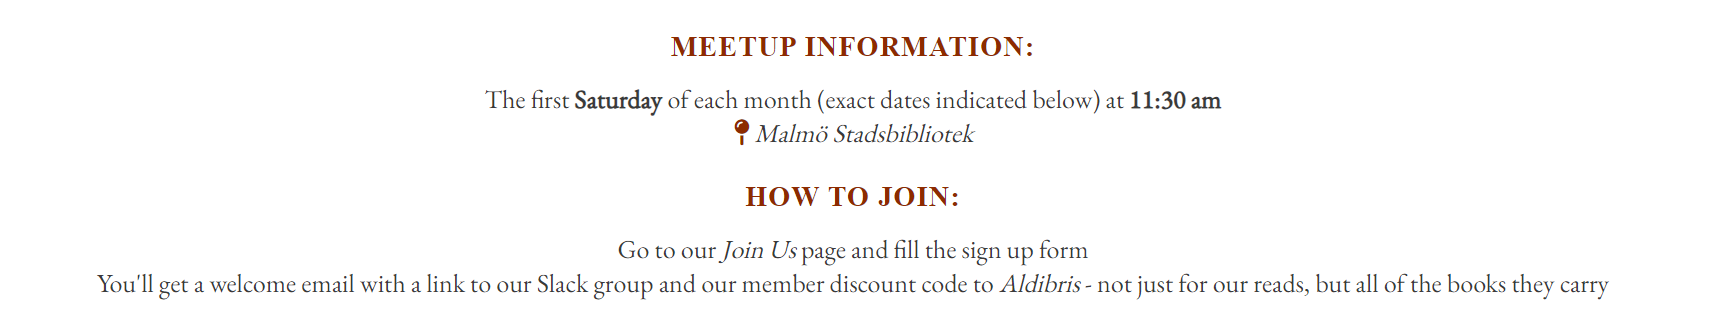 MEETUP INFORMATION:
The first Saturday of each month (exact dates indicated below) at 11:30 am
Malmö Stadsbibliotek
HOW TO JOIN:
Go to our Join Us page and fill the sign up form
You'll get a welcome email with a link to our Slack group and our member discount code to Aldibris - not just for our reads, but all of the books they carry